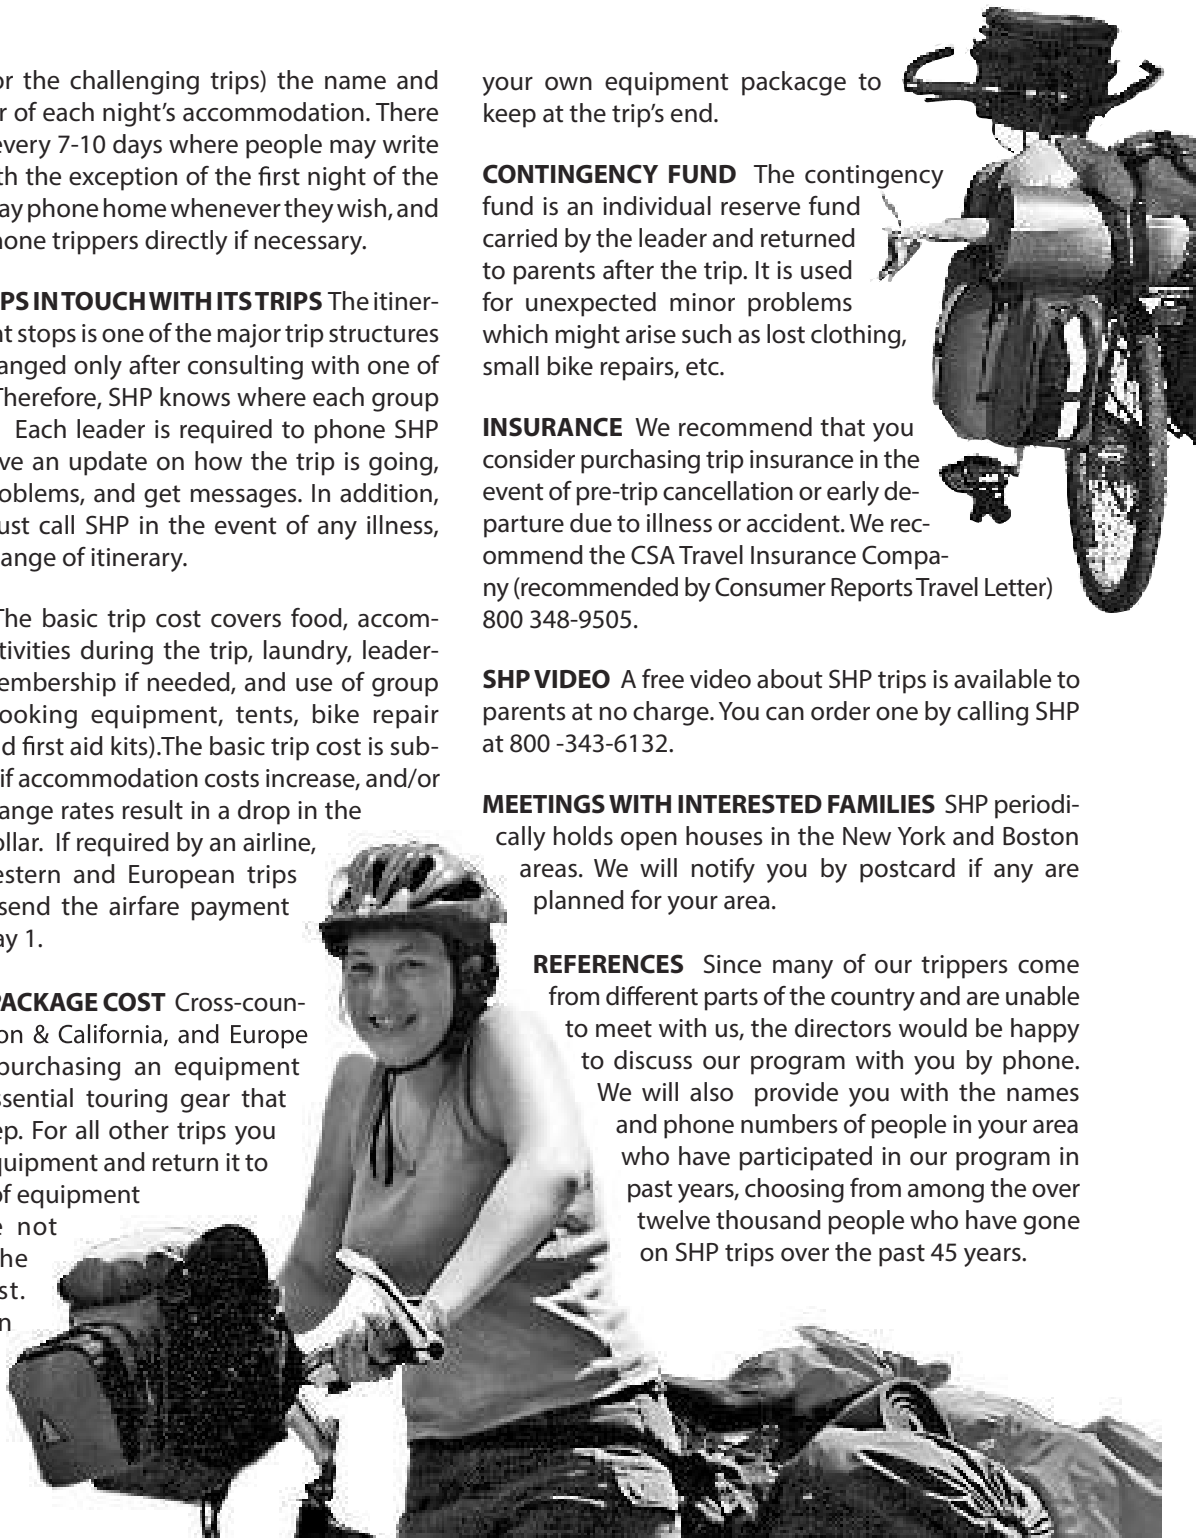 or the challenging trips) the name and
r of each night's accommodation. There
every 7-10 days where people may write
th the exception of the first night of the
ay phone home whenever they wish, and
hone trippers directly if necessary.
PS IN TOUCH WITH ITS TRIPS The itiner-
nt stops is one of the major trip structures
anged only after consulting with one of
Therefore, SHP knows where each group
Each leader is required to phone SHP
ve an update on how the trip is going,
oblems, and get messages. In addition,
ust call SHP in the event of any illness,
ange of itinerary.
The basic trip cost covers food, accom-
tivities during the trip, laundry, leader-
embership if needed, and use of group
ooking equipment, tents, bike repair
d first aid kits).The basic trip cost is sub-
if accommodation costs increase, and/or
ange rates result in a drop in the
ollar. If required by an airline,
estern and European trips
send the airfare payment
ay 1.
PACKAGE COST Cross-coun-
on & California, and Europe
purchasing an equipment
ssential touring gear that
ep. For all other trips you
quipment and return it to
of equipment
e not
he
st.
n
your own equipment packacge to
keep at the trip's end.
CONTINGENCY FUND The contingency
fund is an individual reserve fund
carried by the leader and returned
to parents after the trip. It is used
for unexpected minor problems
which might arise such as lost clothing,
small bike repairs, etc.
INSURANCE We recommend that you
consider purchasing trip insurance in the
event of pre-trip cancellation or early de-
parture due to illness or accident. We rec-
ommend the CSA Travel Insurance Compa-
ny (recommended by Consumer Reports Travel Letter)
800 348-9505.
SHP VIDEO A free video about SHP trips is available to
parents at no charge. You can order one by calling SHP
at 800 -343-6132.
MEETINGS WITH INTERESTED FAMILIES SHP periodi-
cally holds open houses in the New York and Boston
areas. We will notify you by postcard if any are
planned for your area.
REFERENCES Since many of our trippers come
from different parts of the country and are unable
to meet with us, the directors would be happy
to discuss our program with you by phone.
We will also provide you with the names
and phone numbers of people in your area
who have participated in our program in
past years, choosing from among the over
twelve thousand people who have gone
on SHP trips over the past 45 years.